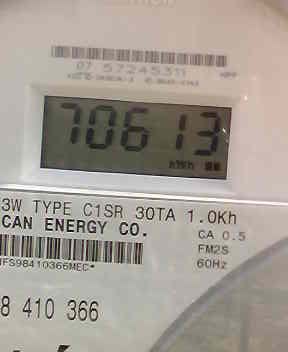 07 57245311
70613
kWh
3W TYPE C1SR 30TA 1.0Kh
CAN ENERGY CO.
CA 0.5
FM2S
60Hz
IFS98410366MEC*
8 410 366